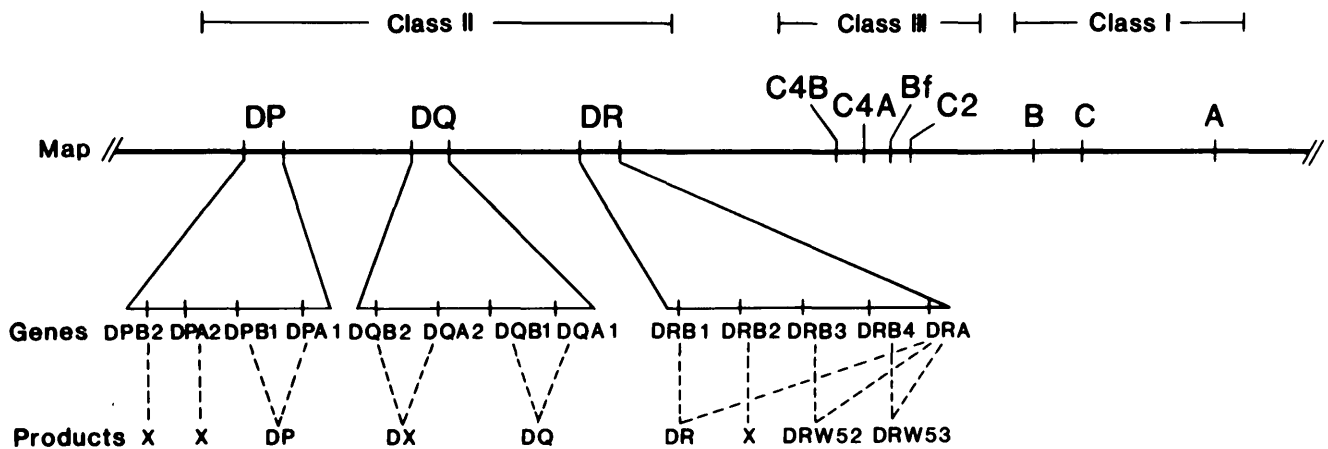 Class II Class III Class I
C4B C4A Bf C2
DP DQ DR B C A
Map
Genes DPB2 DPA2 DPB1 DPA1 DQB2 DQA2 DQB1 DQA1 DRB1 DRB2 DRB3 DRB4 DRA
Products X X DP DX DQ DR X DRW52 DRW53